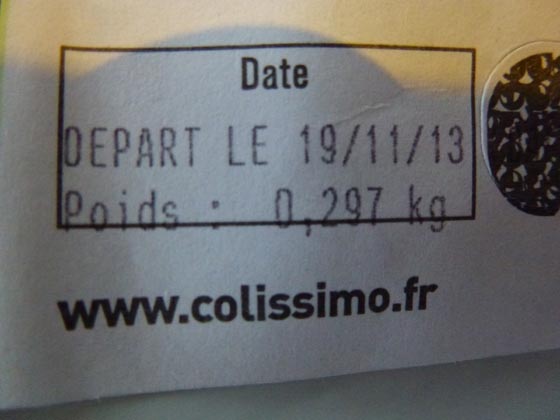 Date
DEPART LE 19/11/13
Poids : 0,297 kg
www.colissimo.fr